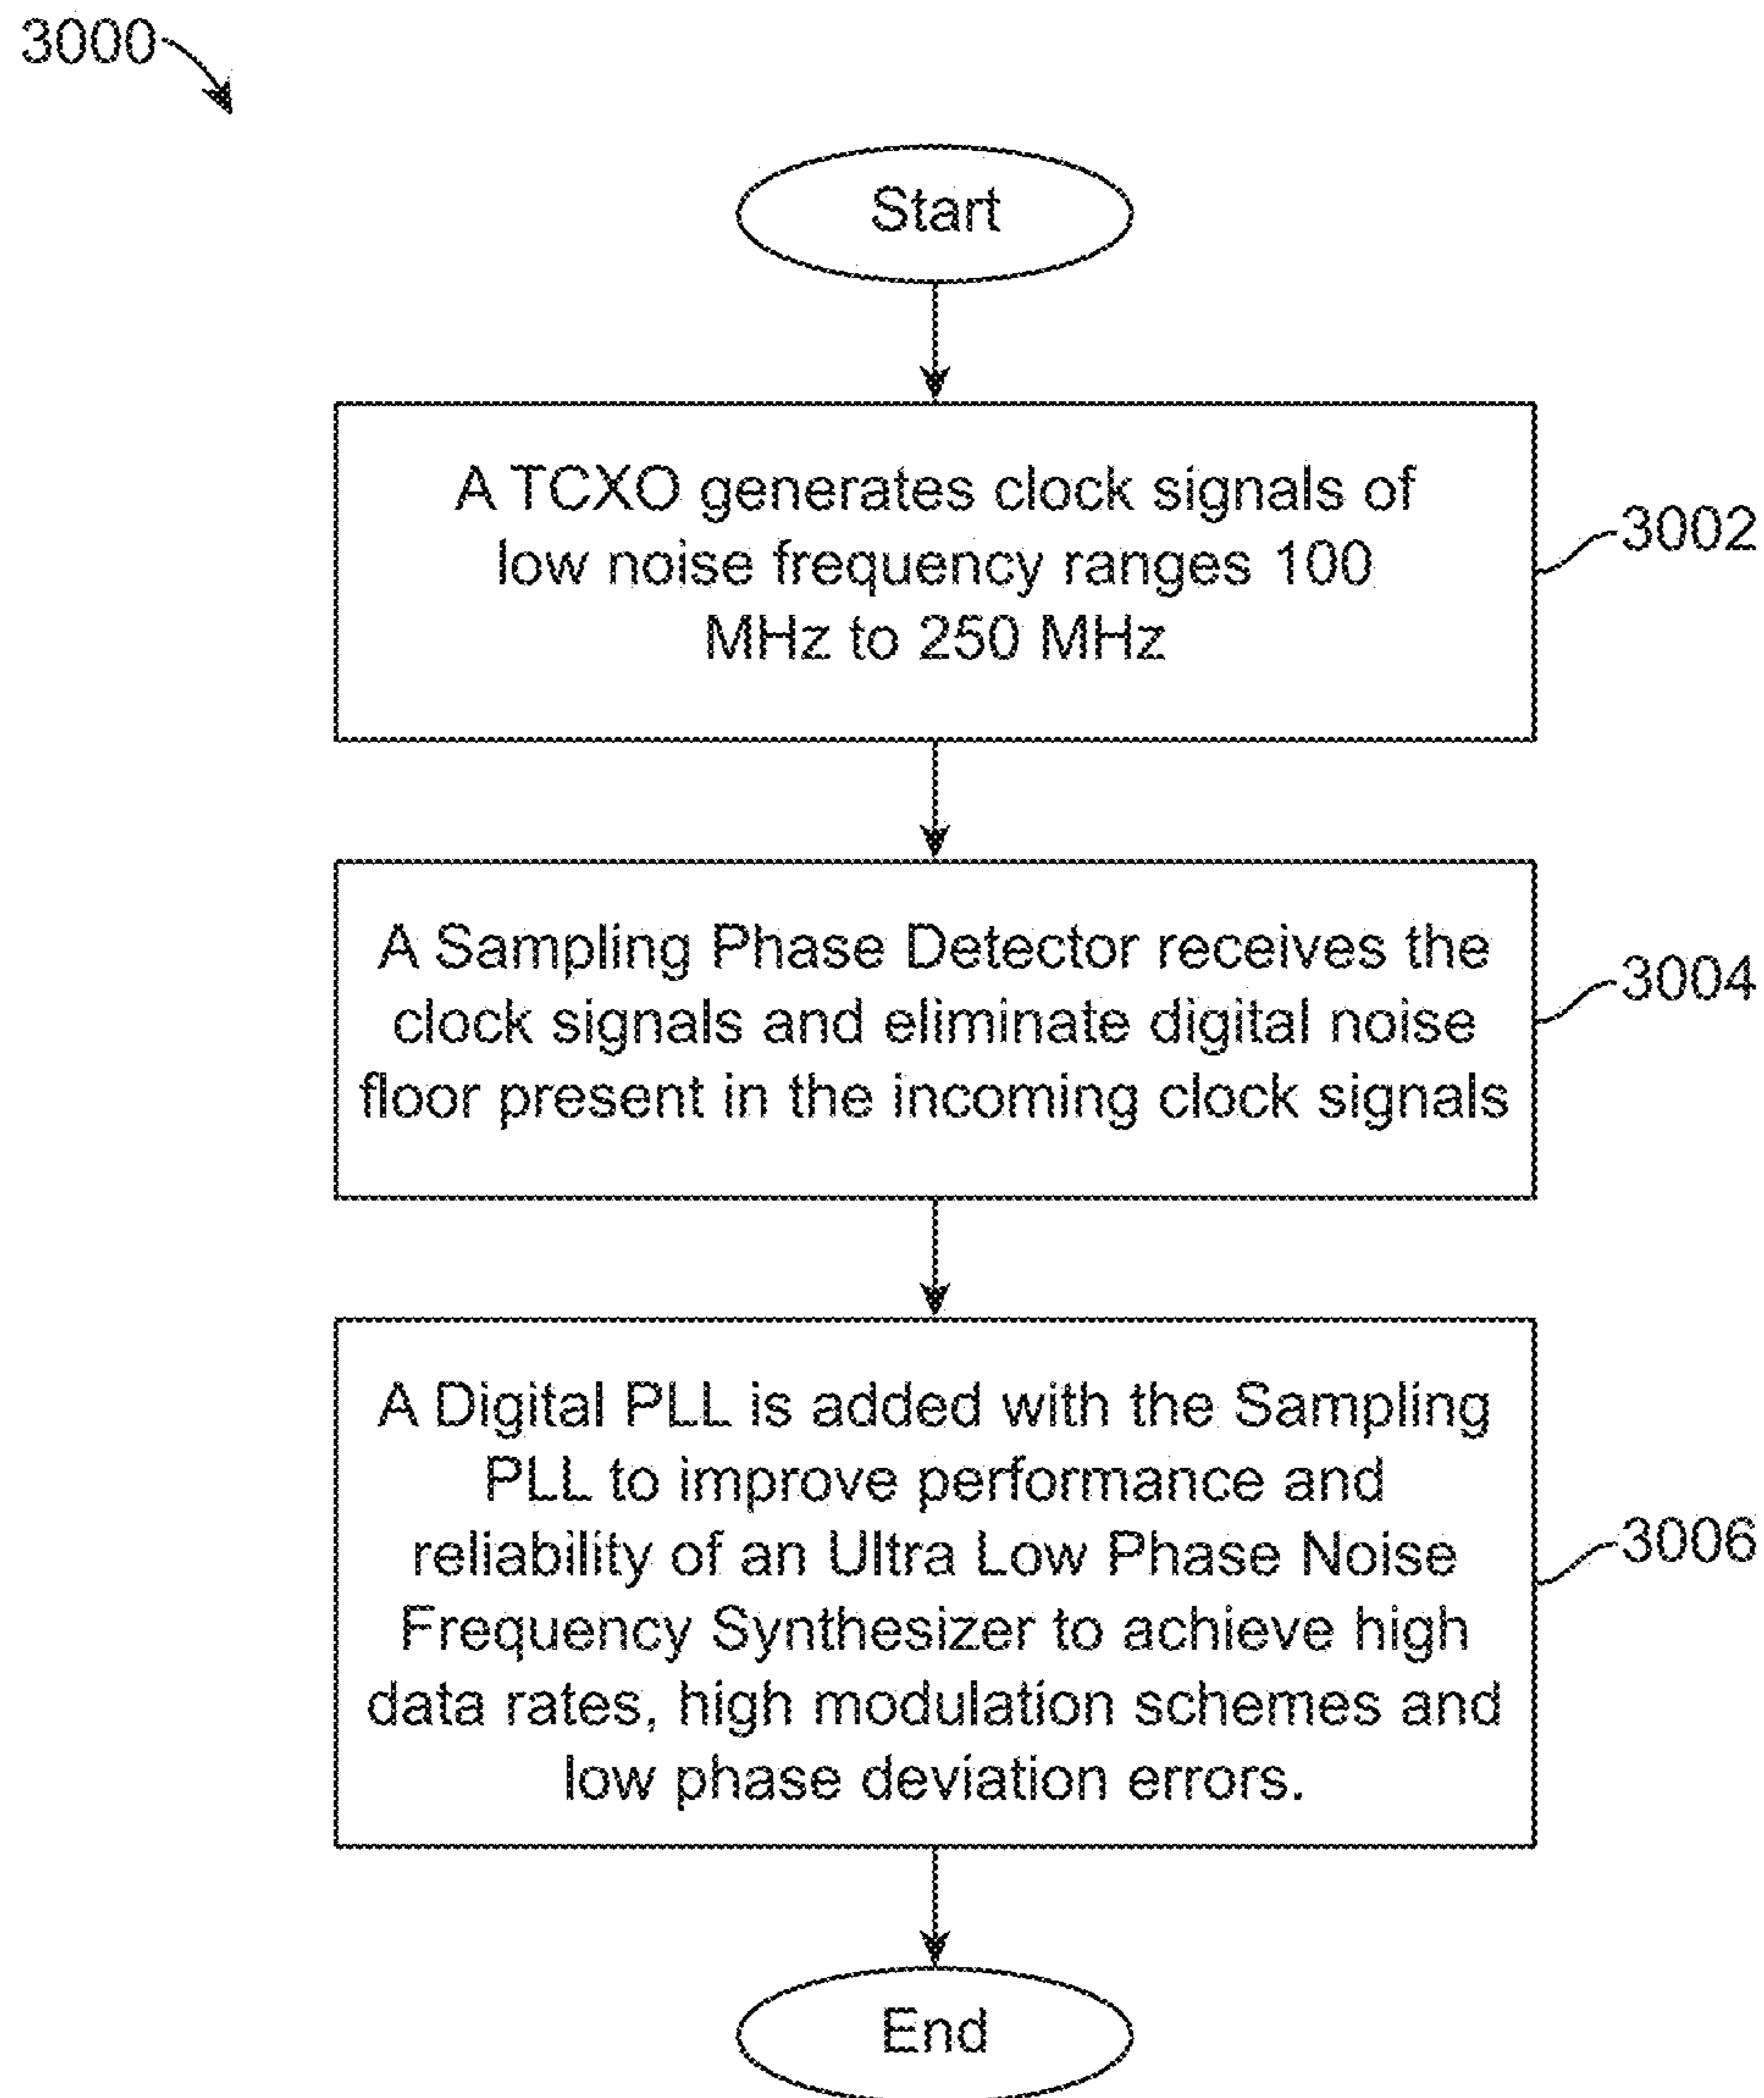 3000
Start
A TCXO generates clock signals of
low noise frequency ranges 100
MHz to 250 MHz
3002
A Sampling Phase Detector receives the
clock signals and eliminate digital noise
floor present in the incoming clock signals
3004
A Digital PLL is added with the Sampling
PLL to improve performance and
reliability of an Ultra Low Phase Noise
Frequency Synthesizer to achieve high
data rates, high modulation schemes and
low phase deviation errors.
3006
End